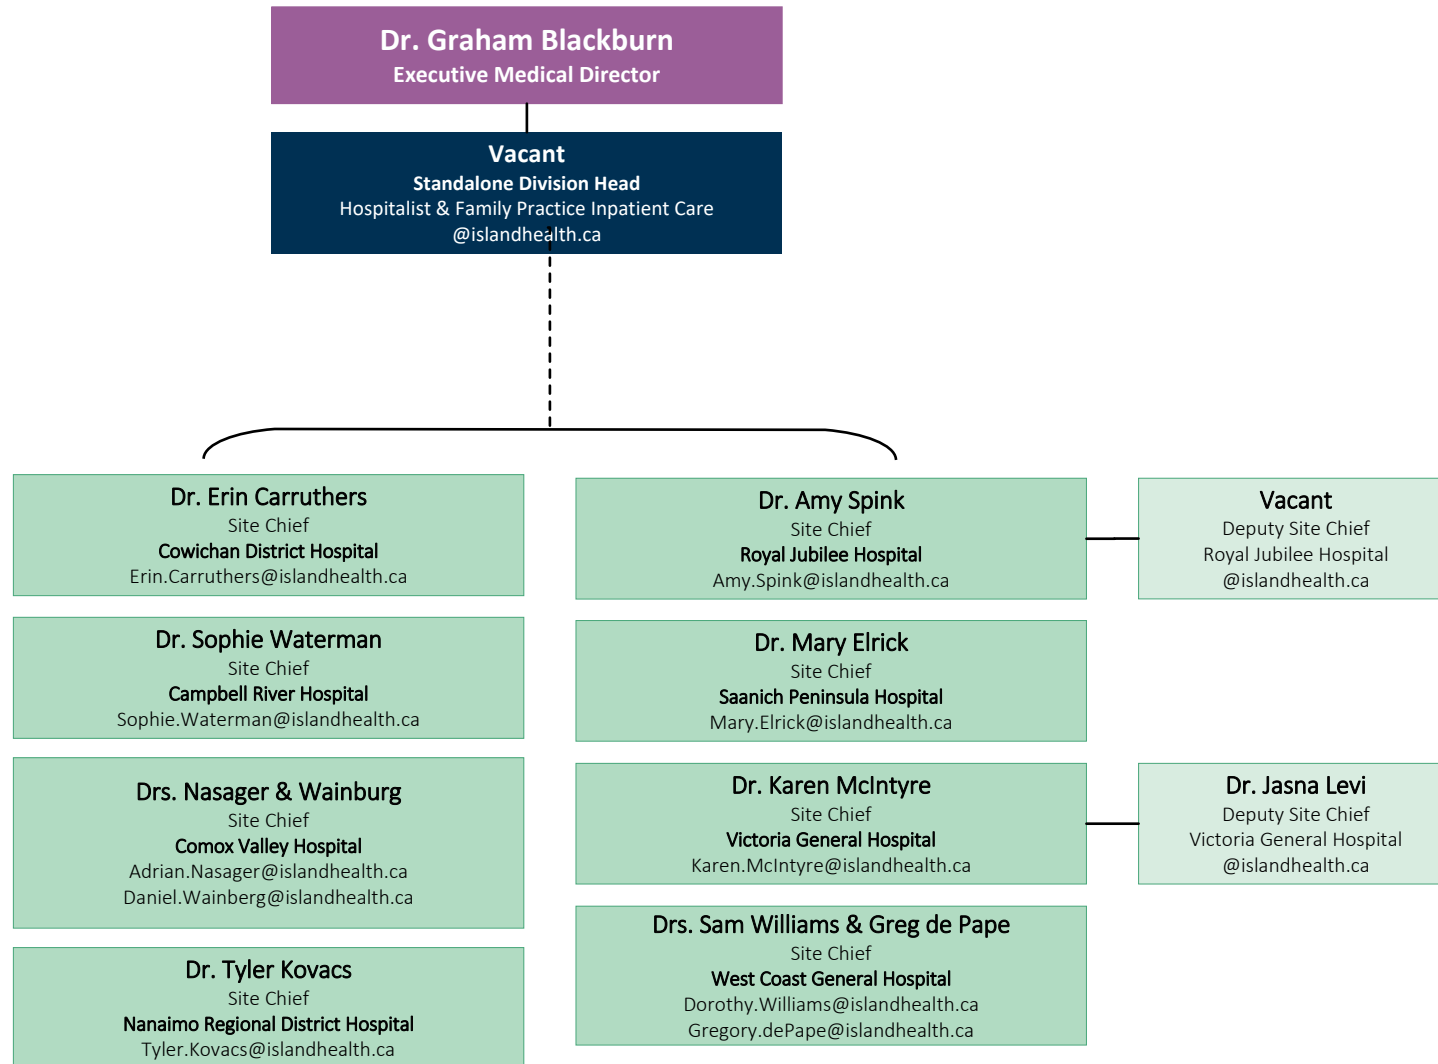 Dr. Graham Blackburn
Executive Medical Director
Vacant
Standalone Division Head
Hospitalist & Family Practice Inpatient Care
@islandhealth.ca
Dr. Erin Carruthers
Site Chief
Cowichan District Hospital
Erin.Carruthers@islandhealth.ca
Dr. Sophie Waterman
Site Chief
Campbell River Hospital
Sophie.Waterman@islandhealth.ca
Drs. Nasager & Wainburg
Site Chief
Comox Valley Hospital
Adrian.Nasager@islandhealth.ca
Daniel.Wainberg@islandhealth.ca
Dr. Tyler Kovacs
Site Chief
Nanaimo Regional District Hospital
Tyler.Kovacs@islandhealth.ca
Dr. Amy Spink
Site Chief
Royal Jubilee Hospital
Amy.Spink@islandhealth.ca
Vacant
Deputy Site Chief
Royal Jubilee Hospital
@islandhealth.ca
Dr. Mary Elrick
Site Chief
Saanich Peninsula Hospital
Mary.Elrick@islandhealth.ca
Dr. Karen McIntyre
Site Chief
Victoria General Hospital
Karen.McIntyre@islandhealth.ca
Dr. Jasna Levi
Deputy Site Chief
Victoria General Hospital
@islandhealth.ca
Drs. Sam Williams & Greg de Pape
Site Chief
West Coast General Hospital
Dorothy.Williams@islandhealth.ca
Gregory.dePape@islandhealth.ca